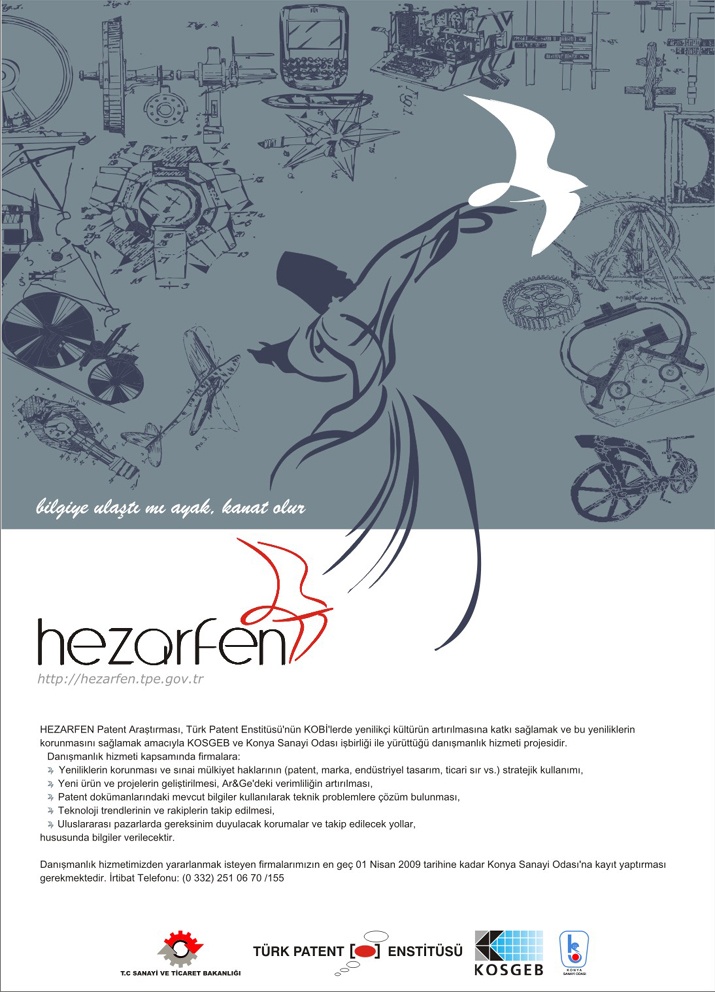 bilgiye ulaştı mı ayak, kanat olur
hezarfen
http://hezarfen.tpe.gov.tr
HEZARFEN Patent Araştırması, Türk Patent Enstitüsü'nün KOBİ'lerde yenilikçi kültürün artırılmasına katkı sağlamak ve bu yeniliklerin
korunmasını sağlamak amacıyla KOSGEB ve Konya Sanayi Odası işbirliği ile yürüttüğü danışmanlık hizmeti projesidir.
Danışmanlık hizmeti kapsamında firmalara:
Yeniliklerin korunması ve sınai mülkiyet haklarının (patent, marka, endüstriyel tasarım, ticari sır vs.) stratejik kullanımı,
Yeni ürün ve projelerin geliştirilmesi, Ar&Ge'deki verimliliğin artırılması,
Patent dokümanlarındaki mevcut bilgiler kullanılarak teknik problemlere çözüm bulunması,
Teknoloji trendlerinin ve rakiplerin takip edilmesi,
Uluslararası pazarlarda gereksinim duyulacak korumalar ve takip edilecek yollar,
hususunda bilgiler verilecektir.
Danışmanlık hizmetimizden yararlanmak isteyen firmalarımızın en geç 01 Nisan 2009 tarihine kadar Konya Sanayi Odası'na kayıt yaptırması
gerekmektedir. İrtibat Telefonu: (0 332) 251 06 70 /155
T.C SANAYİ VE TİCARET BAKANLIĞI
TÜRK PATENT ENSTİTÜSÜ
KOSGEB
KONYA
SANAYİ ODASI